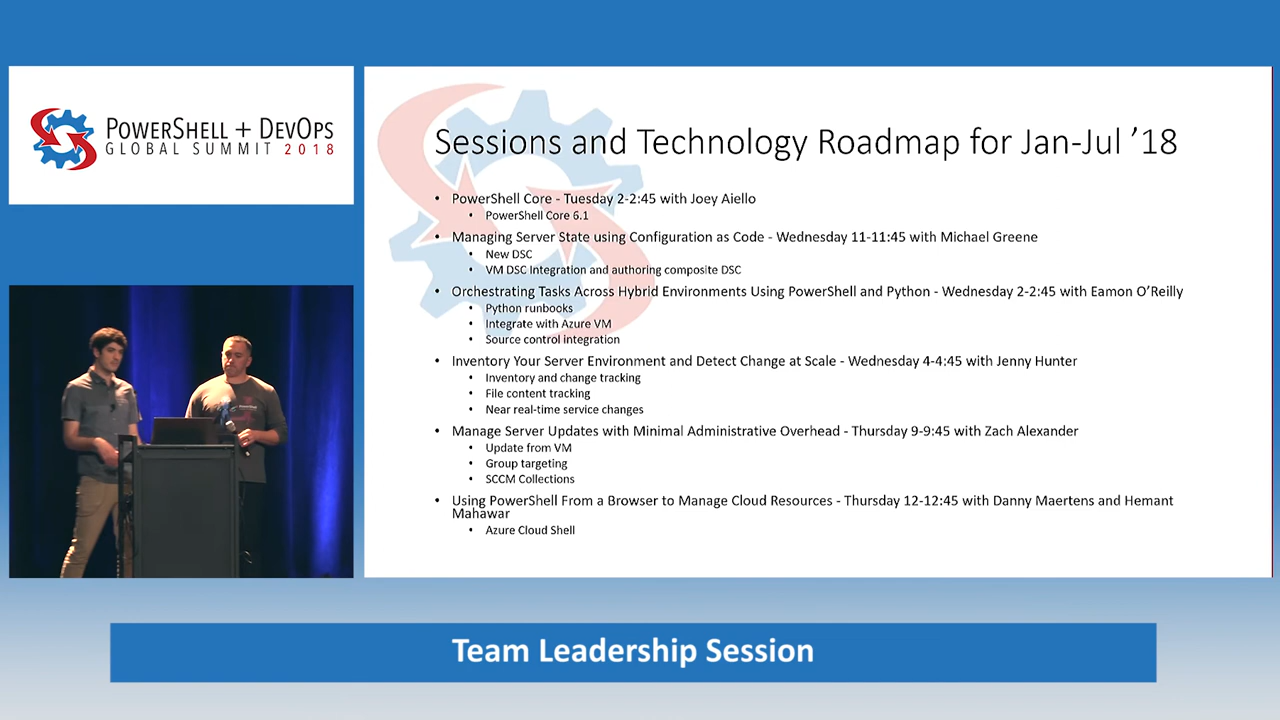 POWERSHELL + DEVOPS
GLOBAL SUMMIT 2018
Sessions and Technology Roadmap for Jan-Jul ’18
• PowerShell Core - Tuesday 2-2:45 with Joey Aiello
• PowerShell Core 6.1
• Managing Server State using Configuration as Code - Wednesday 11-11:45 with Michael Greene
• New DSC
• VM DSC Integration and authoring composite DSC
• Orchestrating Tasks Across Hybrid Environments Using PowerShell and Python - Wednesday 2-2:45 with Eamon O’Reilly
• Python runbooks
• Integrate with Azure VM
• Source control integration
• Inventory Your Server Environment and Detect Change at Scale - Wednesday 4-4:45 with Jenny Hunter
• Inventory and change tracking
• File content tracking
• Near real-time service changes
• Manage Server Updates with Minimal Administrative Overhead - Thursday 9-9:45 with Zach Alexander
• Update from VM
• Group targeting
• SCCM Collections
• Using PowerShell From a Browser to Manage Cloud Resources - Thursday 12-12:45 with Danny Maertens and Hemant
Mahawar
• Azure Cloud Shell
Team Leadership Session